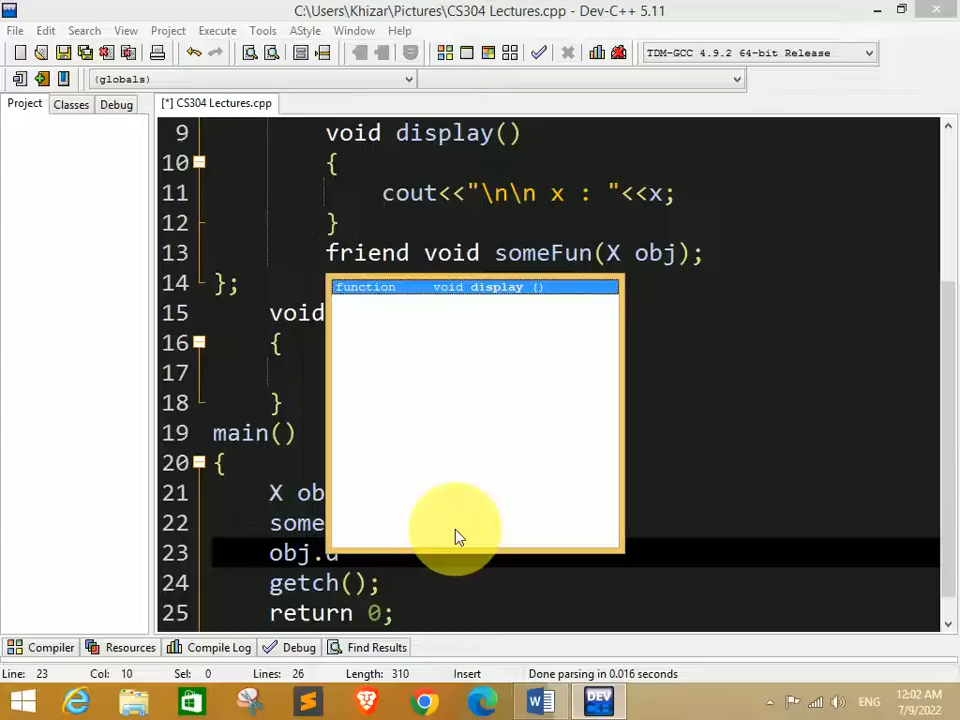 C:\Users\Khizar\Pictures\CS304 Lectures.cpp - Dev-C++ 5.11
File Edit Search View Project Execute Tools AStyle Window Help
TDM-GCC 4.9.2 64-bit Release
(globals)
Project Classes Debug [*] CS304 Lectures.cpp
9 void display()
10 {
11 cout<<"\n\n x : "<<x;
12 }
13 friend void someFun(X obj);
14 };
function void display ()
15 void
16 {
17
18 }
19 main()
20 {
21 X ob
22 some
23 obj.d
24 getch();
25 return 0;
Compiler Resources Compile Log Debug Find Results
Line: 23 Col: 10 Sel: 0 Lines: 26 Length: 310 Insert Done parsing in 0.016 seconds
W DEV ENG 12:02 AM
7/9/2022